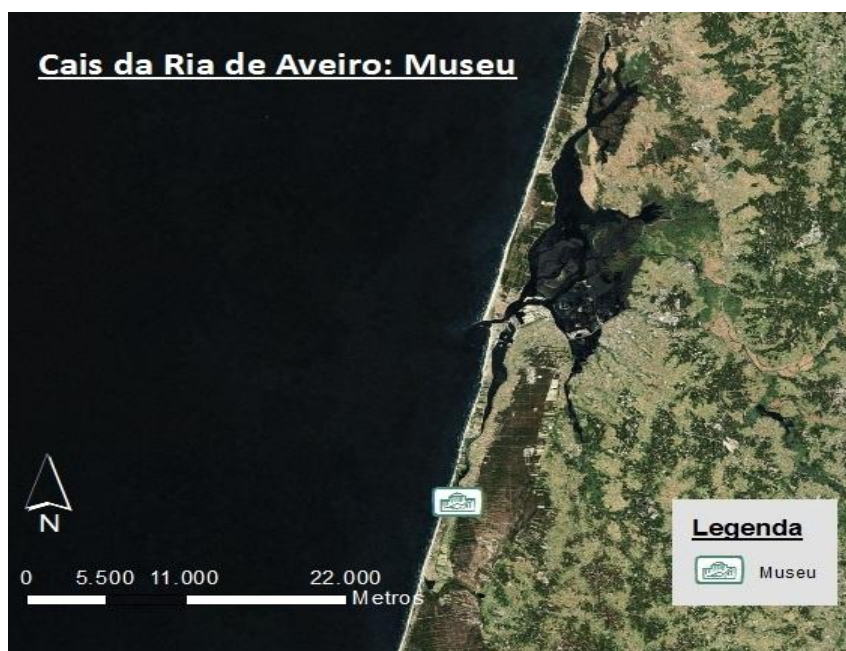 Cais da Ria de Aveiro: Museu
N
0 5.500 11.000 22.000
Metros
Legenda
Museu